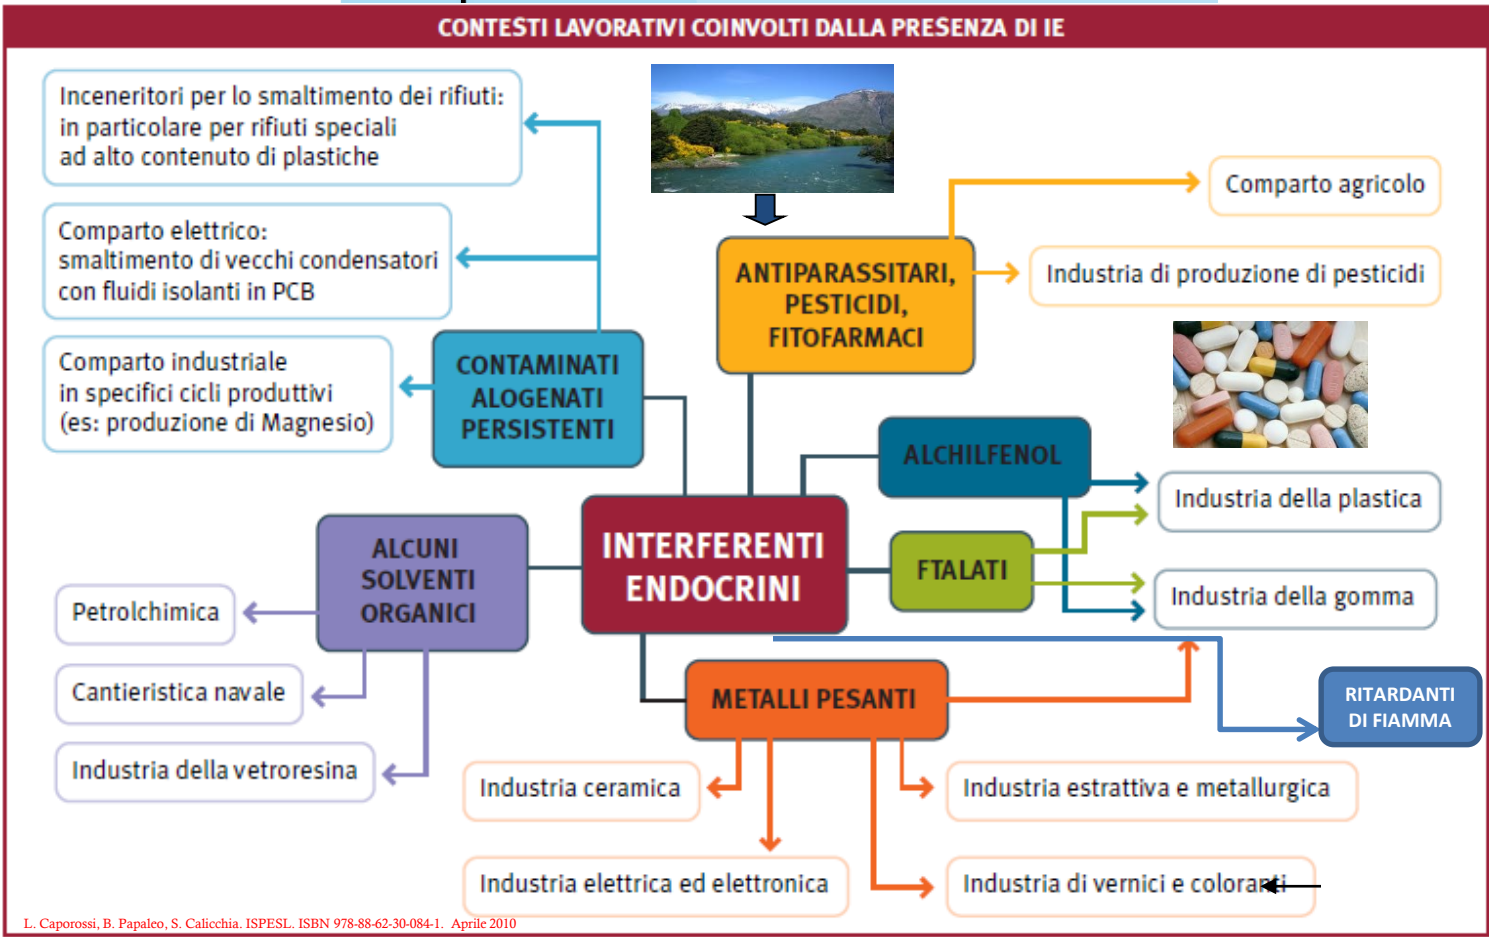 CONTESTI LAVORATIVI COINVOLTI DALLA PRESENZA DI IE
Inceneritori per lo smaltimento dei rifiuti:
in particolare per rifiuti speciali
ad alto contenuto di plastiche
Comparto elettrico:
smaltimento di vecchi condensatori
con fluidi isolanti in PCB
Comparto industriale
in specifici cicli produttivi
(es: produzione di Magnesio)
CONTAMINATI
ALOGENATI
PERSISTENTI
ANTIPARASSITARI,
PESTICIDI,
FITOFARMACI
Comparto agricolo
Industria di produzione di pesticidi
ALCHILFENOL
Industria della plastica
FTALATI
Industria della gomma
INTERFERENTI
ENDOCRINI
ALCUNI
SOLVENTI
ORGANICI
Petrolchimica
Cantieristica navale
Industria della vetroresina
METALLI PESANTI
RITARDANTI
DI FIAMMA
Industria ceramica
Industria estrattiva e metallurgica
Industria elettrica ed elettronica
Industria di vernici e coloranti
L. Caporossi, B. Papaleo, S. Calicchia. ISPESL. ISBN 978-88-62-30-084-1. Aprile 2010